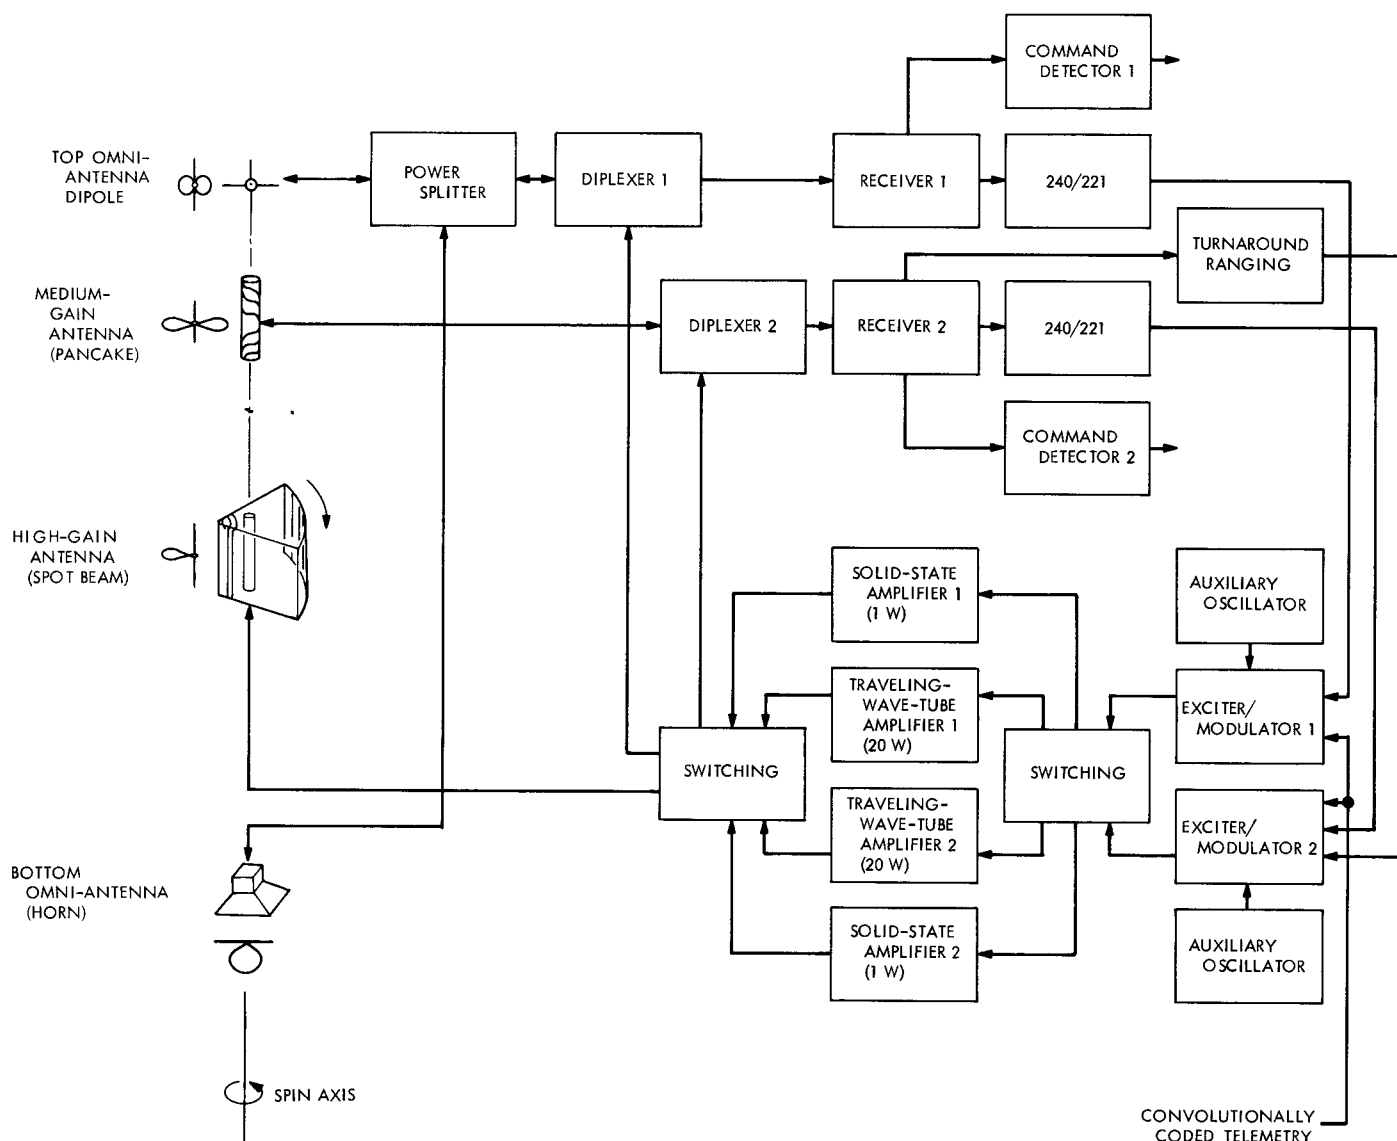 COMMAND
DETECTOR 1
TOP OMNI-
ANTENNA
DIPOLE
POWER
SPLITTER
DIPLEXER 1
RECEIVER 1
240/221
TURNAROUND
RANGING
MEDIUM-
GAIN
ANTENNA
(PANCAKE)
DIPLEXER 2
RECEIVER 2
240/221
COMMAND
DETECTOR 2
HIGH-GAIN
ANTENNA
(SPOT BEAM)
SOLID-STATE
AMPLIFIER 1
(1 W)
AUXILIARY
OSCILLATOR
TRAVELING-
WAVE-TUBE
AMPLIFIER 1
(20 W)
EXCITER/
MODULATOR 1
SWITCHING
SWITCHING
TRAVELING-
WAVE-TUBE
AMPLIFIER 2
(20 W)
EXCITER/
MODULATOR 2
BOTTOM
OMNI-ANTENNA
(HORN)
SOLID-STATE
AMPLIFIER 2
(1 W)
AUXILIARY
OSCILLATOR
SPIN AXIS
CONVOLUTIONALLY
CODED TELEMETRY